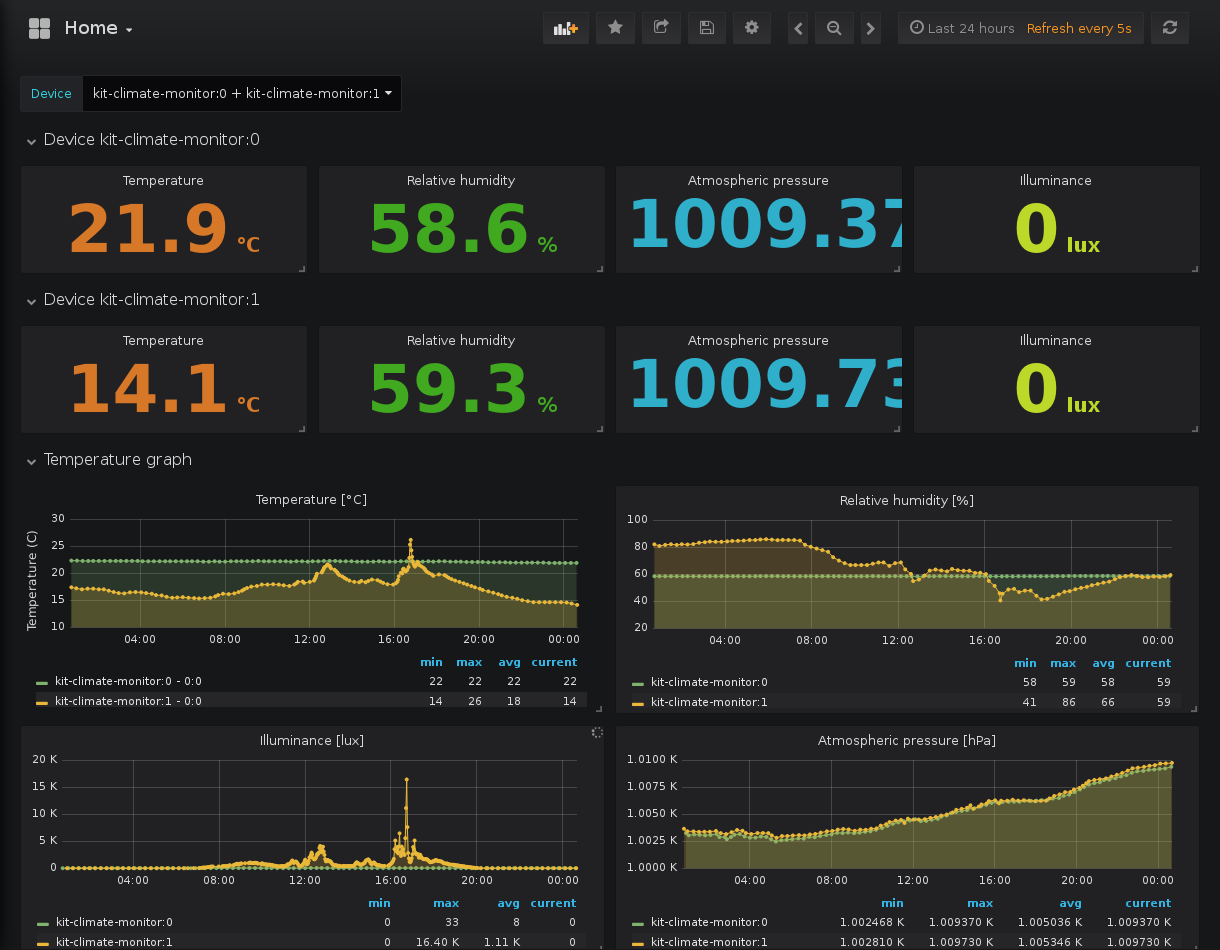 Home
Last 24 hours Refresh every 5s
Device kit-climate-monitor:0 + kit-climate-monitor:1
Device kit-climate-monitor:0
Temperature Relative humidity Atmospheric pressure Illuminance
21.9 °C 58.6 % 1009.37 0 lux
Device kit-climate-monitor:1
Temperature Relative humidity Atmospheric pressure Illuminance
14.1 °C 59.3 % 1009.73 0 lux
Temperature graph
Temperature [°C]
Temperature (C)
30
25
20
15
10
04:00 08:00 12:00 16:00 20:00 00:00
min max avg current
kit-climate-monitor:0 - 0:0 22 22 22 22
kit-climate-monitor:1 - 0:0 14 26 18 14
Relative humidity [%]
100
80
60
40
20
04:00 08:00 12:00 16:00 20:00 00:00
min max avg current
kit-climate-monitor:0 58 59 58 59
kit-climate-monitor:1 41 86 66 59
Illuminance [lux]
20 K
15 K
10 K
5 K
0
04:00 08:00 12:00 16:00 20:00 00:00
min max avg current
kit-climate-monitor:0 0 33 8 0
kit-climate-monitor:1 0 16.40 K 1.11 K 0
Atmospheric pressure [hPa]
1.0100 K
1.0075 K
1.0050 K
1.0025 K
1.0000 K
04:00 08:00 12:00 16:00 20:00 00:00
min max avg current
kit-climate-monitor:0 1.002468 K 1.009370 K 1.005036 K 1.009370 K
kit-climate-monitor:1 1.002810 K 1.009730 K 1.005346 K 1.009730 K